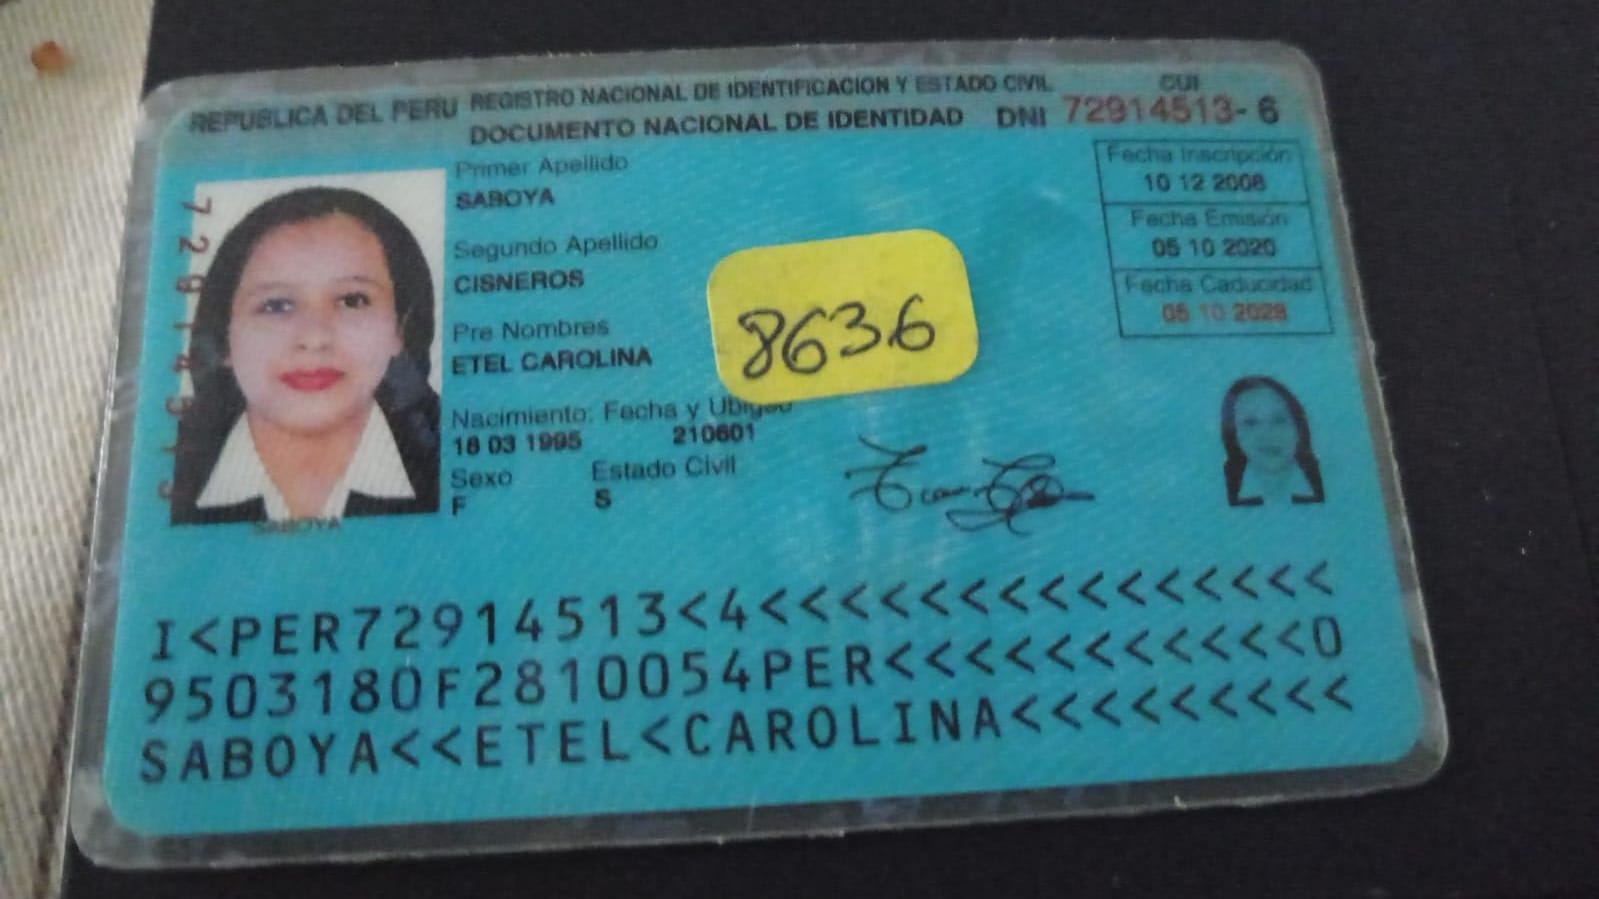 REPUBLICA DEL PERU REGISTRO NACIONAL DE IDENTIFICACION Y ESTADO CIVIL
DOCUMENTO NACIONAL DE IDENTIDAD DNI 72914513-6
CUI
Primer Apellido
SABOYA
Segundo Apellido
CISNEROS
Pre Nombres
ETEL CAROLINA
Nacimiento: Fecha y Ubigeo
18 03 1995 210601
Sexo Estado Civil
F S
Fecha Inscripción
10 12 2008
Fecha Emisión
05 10 2020
Fecha Caducidad
05 10 2028
8636
72914513
SABOYA
I<PER72914513<4<<<<<<<<<<<<<<<
9503180F2810054PER<<<<<<<<<<<0
SABOYA<<ETEL<CAROLINA<<<<<<<<<